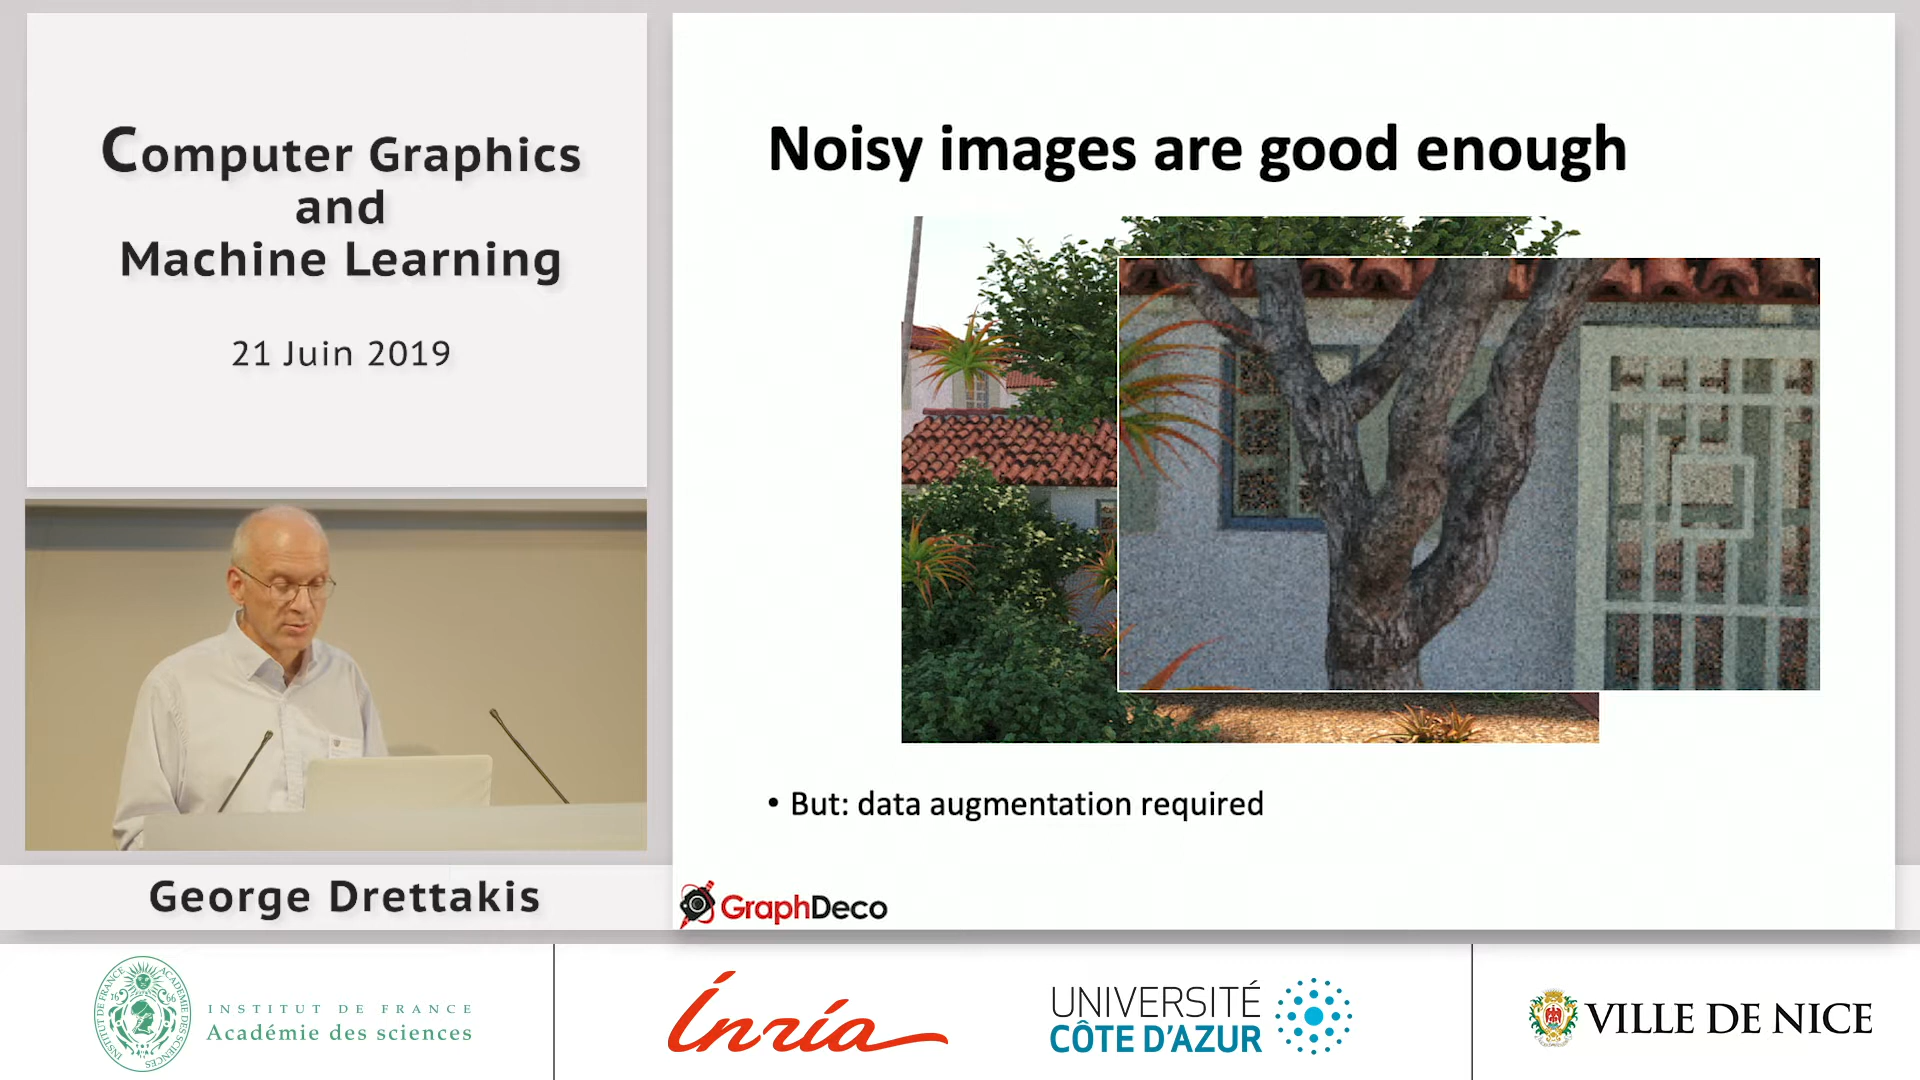 Computer Graphics
and
Machine Learning
21 Juin 2019
George Drettakis
Noisy images are good enough
• But: data augmentation required
GraphDeco
INSTITUT DE FRANCE
Académie des sciences
Inria
UNIVERSITÉ
CÔTE D'AZUR
VILLE DE NICE